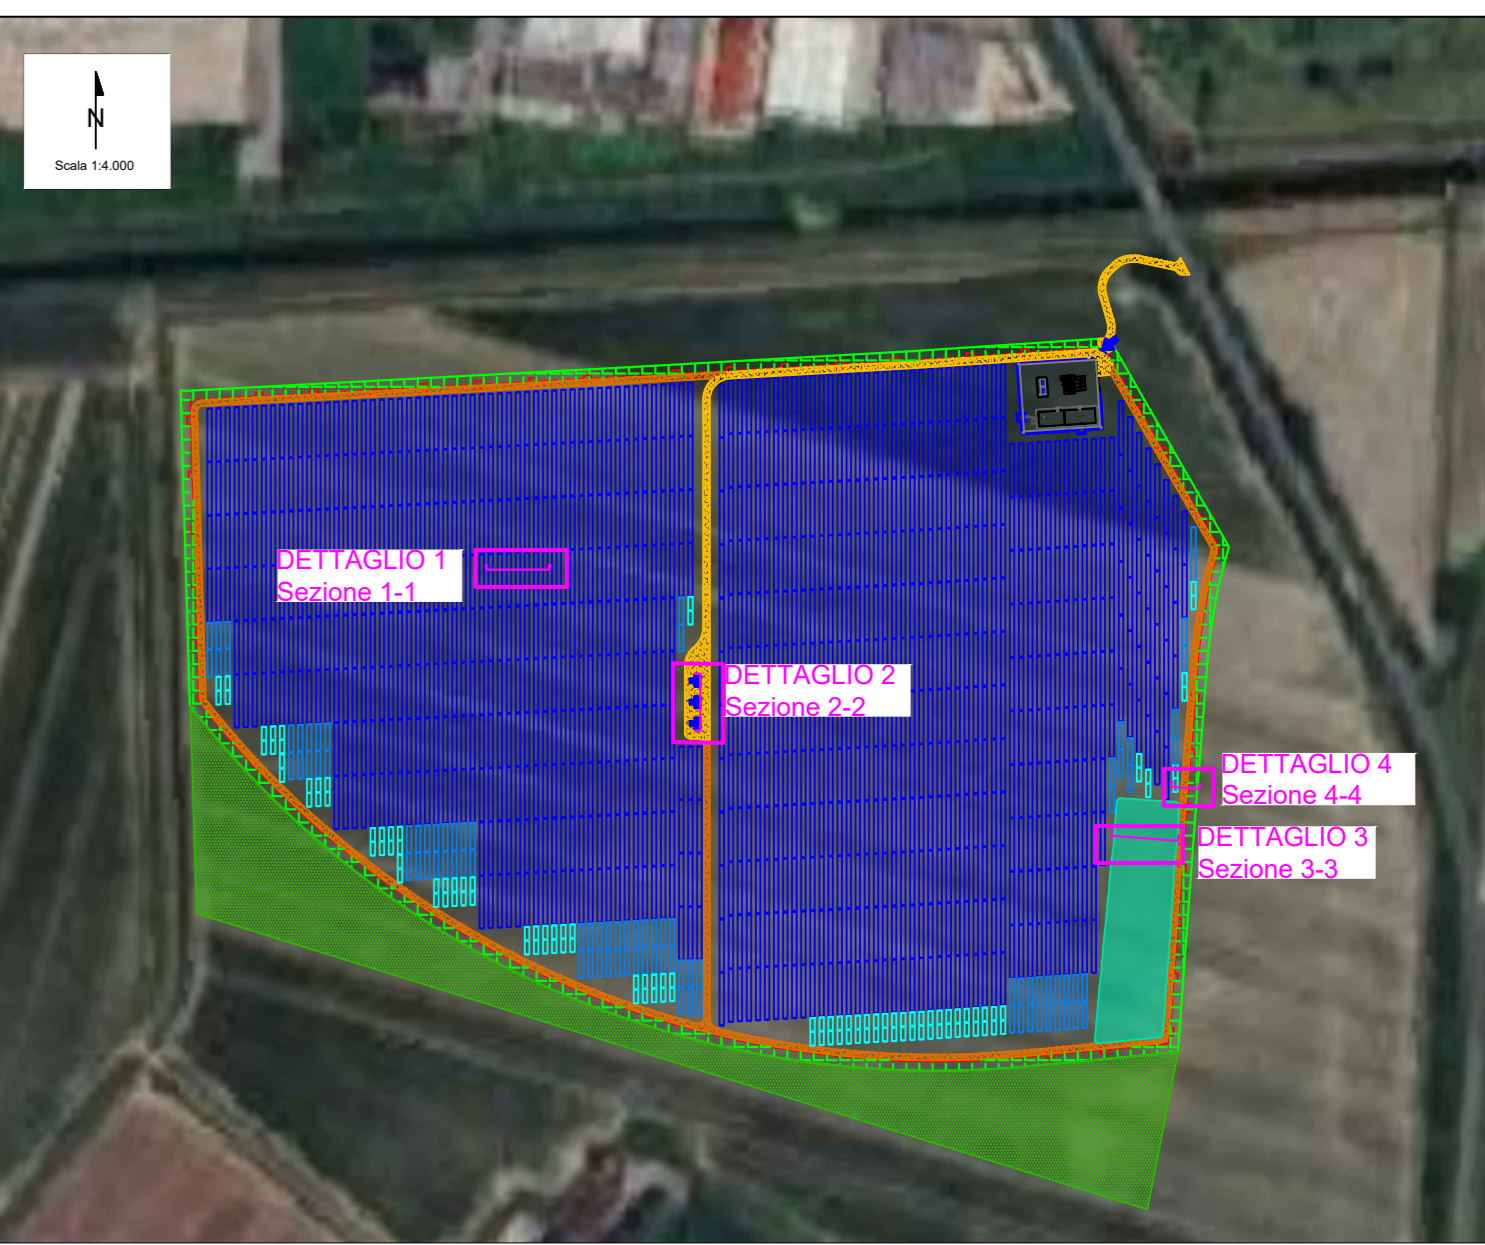 N
Scala 1:4.000
DETTAGLIO 1
Sezione 1-1
DETTAGLIO 2
Sezione 2-2
DETTAGLIO 4
Sezione 4-4
DETTAGLIO 3
Sezione 3-3